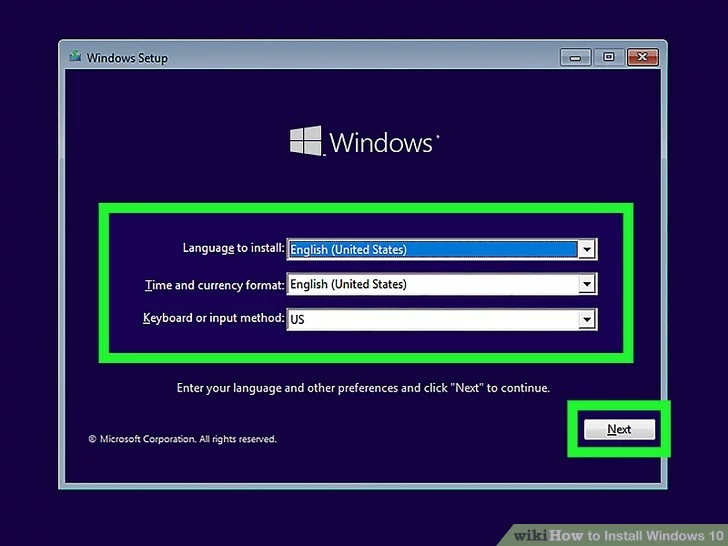 Windows Setup
Windows
Language to install: English (United States)
Time and currency format: English (United States)
Keyboard or input method: US
Enter your language and other preferences and click "Next" to continue.
Next
© Microsoft Corporation. All rights reserved.
wikiHow to Install Windows 10